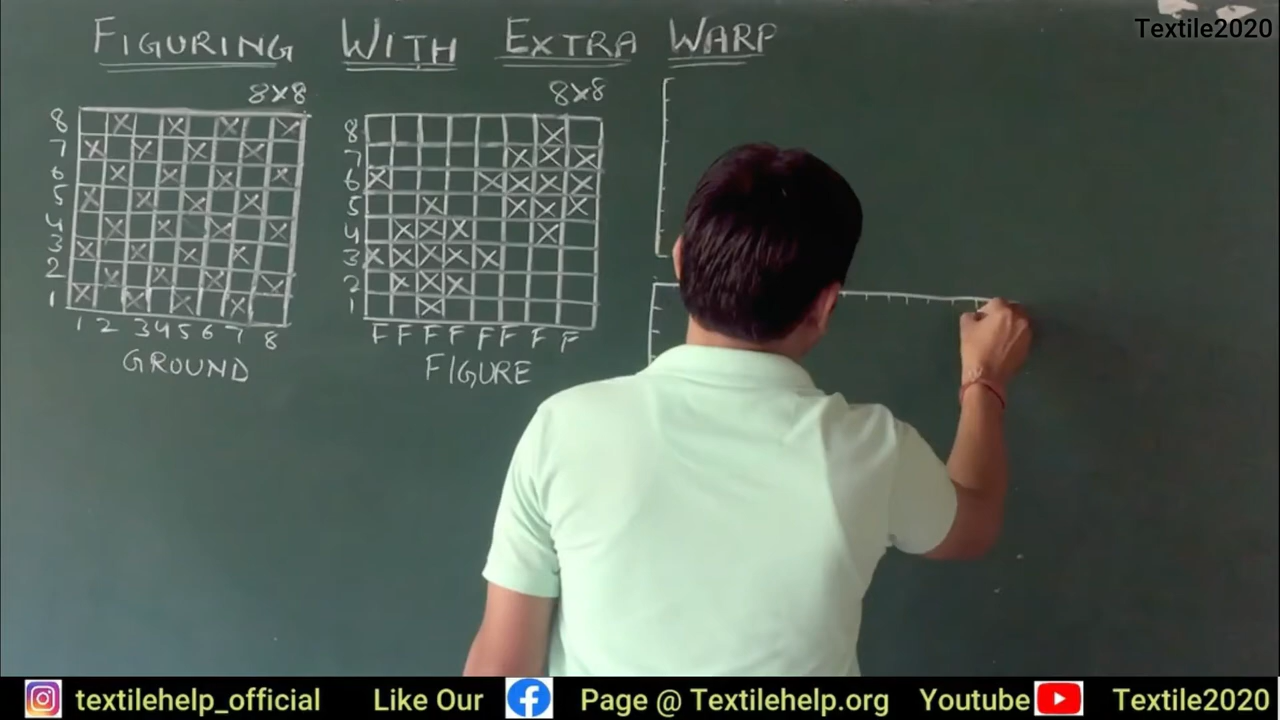 Textile2020
FIGURING WITH EXTRA WARP
8×8
8
7
6
5
4
3
2
1
1 2 3 4 5 6 7 8
GROUND
8×8
8
7
6
5
4
3
2
1
F F F F F F F F
FIGURE
textilehelp_official Like Our Page @ Textilehelp.org Youtube Textile2020